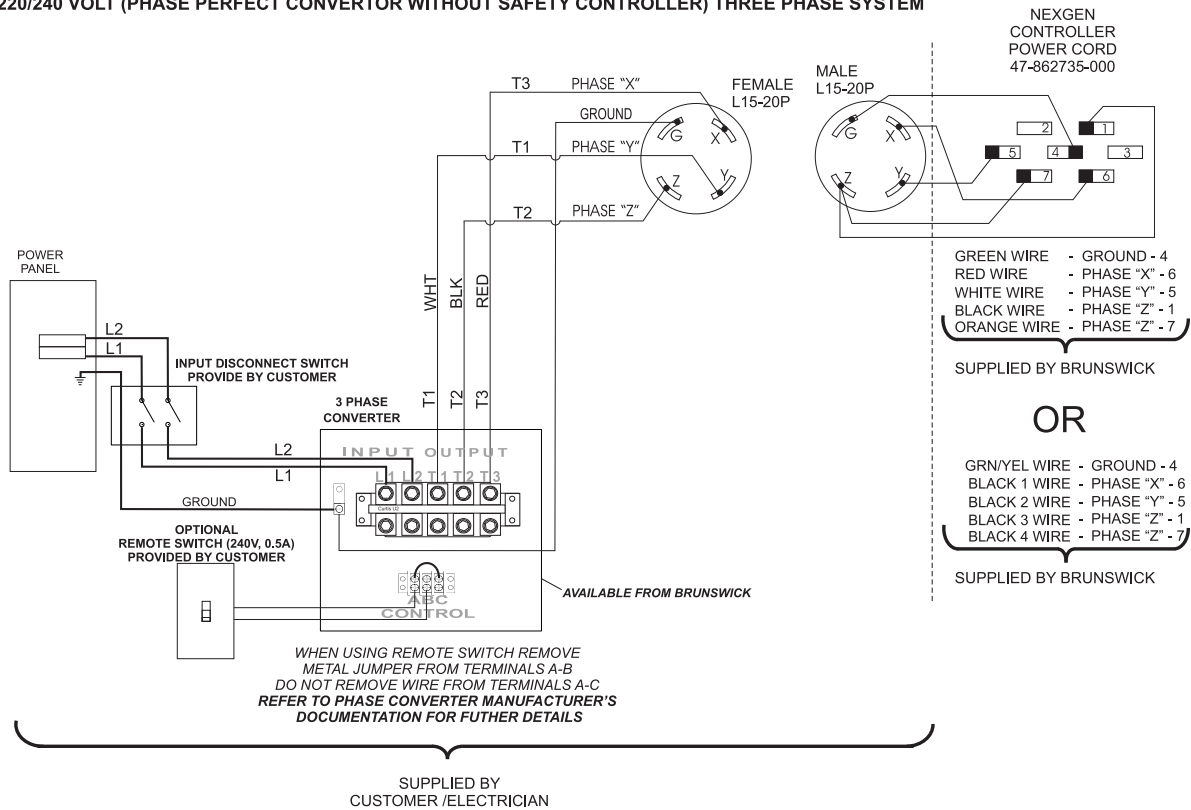 220/240 VOLT (PHASE PERFECT CONVERTOR WITHOUT SAFETY CONTROLLER) THREE PHASE SYSTEM
NEXGEN
CONTROLLER
POWER CORD
47-862735-000
T3 PHASE "X"
GROUND
T1 PHASE "Y"
T2 PHASE "Z"
FEMALE
L15-20P
G
X
Z
Y
MALE
L15-20P
G
X
Z
Y
2
1
5
4
3
7
6
GREEN WIRE - GROUND - 4
RED WIRE - PHASE "X" - 6
WHITE WIRE - PHASE "Y" - 5
BLACK WIRE - PHASE "Z" - 1
ORANGE WIRE - PHASE "Z" - 7
SUPPLIED BY BRUNSWICK
OR
GRN/YEL WIRE - GROUND - 4
BLACK 1 WIRE - PHASE "X" - 6
BLACK 2 WIRE - PHASE "Y" - 5
BLACK 3 WIRE - PHASE "Z" - 1
BLACK 4 WIRE - PHASE "Z" - 7
SUPPLIED BY BRUNSWICK
POWER
PANEL
L2
L1
INPUT DISCONNECT SWITCH
PROVIDE BY CUSTOMER
WHT
BLK
RED
T1
T2
T3
3 PHASE
CONVERTER
INPUT OUTPUT
L1 L2 T1 T2 T3
Curtis U2
L2
L1
GROUND
OPTIONAL
REMOTE SWITCH (240V, 0.5A)
PROVIDED BY CUSTOMER
ABC
CONTROL
AVAILABLE FROM BRUNSWICK
WHEN USING REMOTE SWITCH REMOVE
METAL JUMPER FROM TERMINALS A-B
DO NOT REMOVE WIRE FROM TERMINALS A-C
REFER TO PHASE CONVERTER MANUFACTURER'S
DOCUMENTATION FOR FUTHER DETAILS
SUPPLIED BY
CUSTOMER /ELECTRICIAN